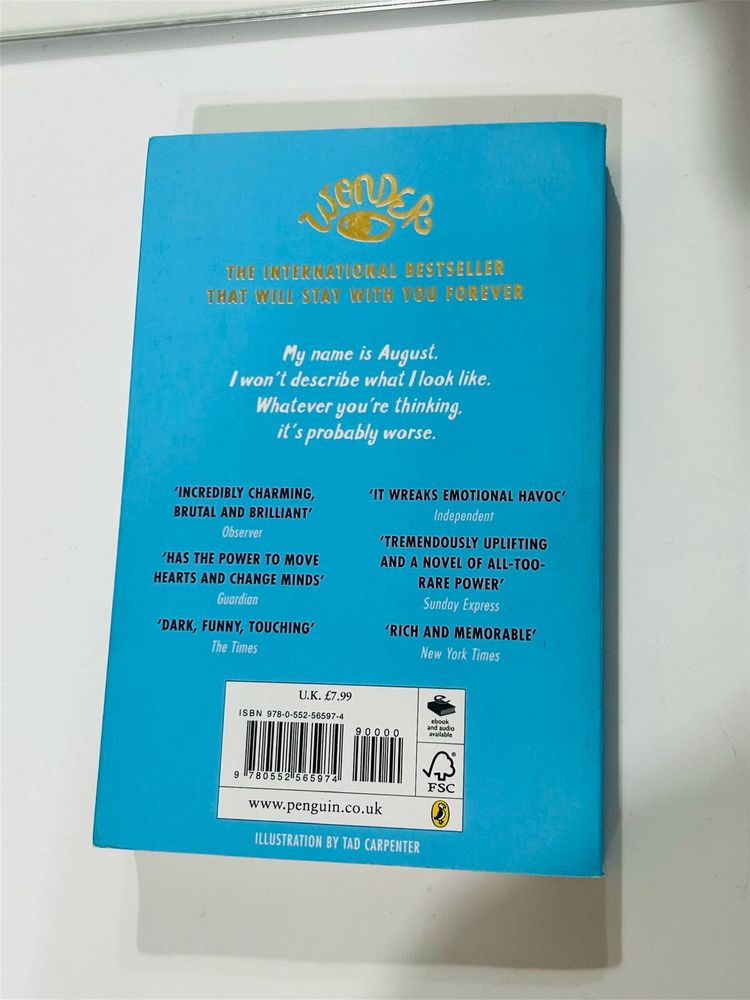 WONDER
THE INTERNATIONAL BESTSELLER
THAT WILL STAY WITH YOU FOREVER
My name is August.
I won't describe what I look like.
Whatever you're thinking,
it's probably worse.
'INCREDIBLY CHARMING,
BRUTAL AND BRILLIANT'
Observer
'HAS THE POWER TO MOVE
HEARTS AND CHANGE MINDS'
Guardian
'DARK, FUNNY, TOUCHING'
The Times
'IT WREAKS EMOTIONAL HAVOC'
Independent
'TREMENDOUSLY UPLIFTING
AND A NOVEL OF ALL-TOO-
RARE POWER'
Sunday Express
'RICH AND MEMORABLE'
New York Times
U.K. £7.99
ISBN 978-0-552-56597-4
90000
9 780552 565974
ebook
and audio
available
FSC®
www.penguin.co.uk
ILLUSTRATION BY TAD CARPENTER